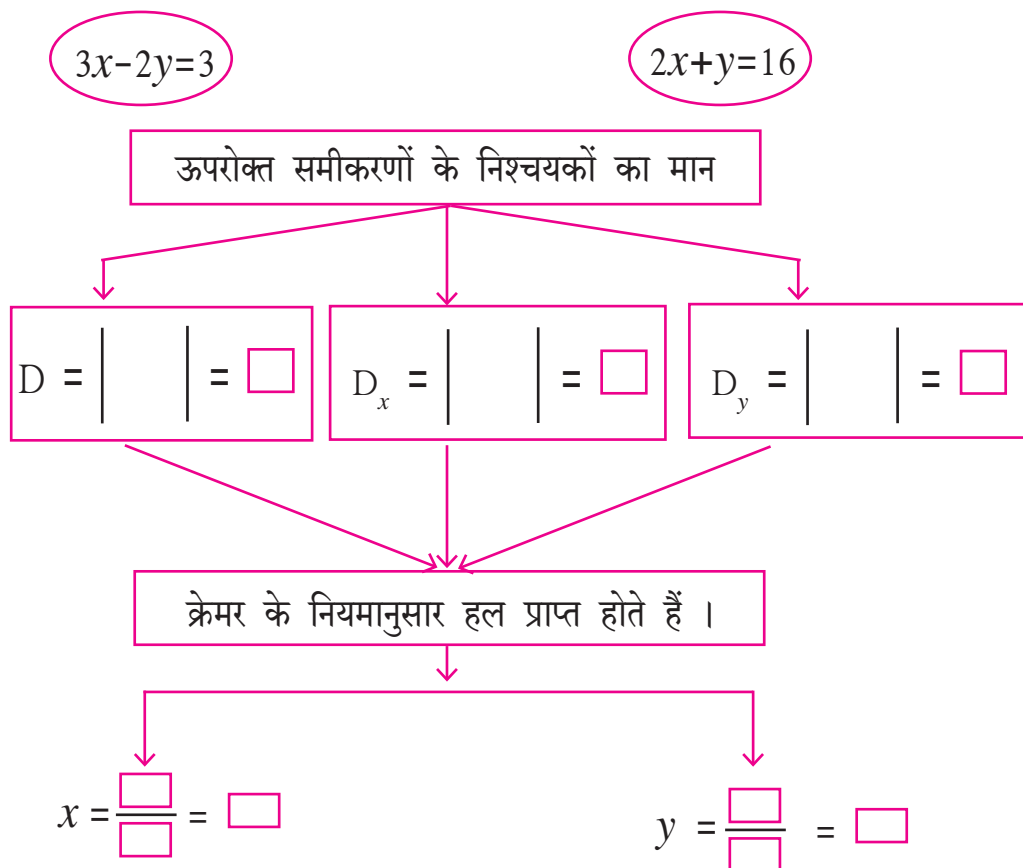 3x-2y=3 2x+y=16
ऊपरोक्त समीकरणों के निश्चयकों का मान
D = | | = □ Dx = | | = □ Dy = | | = □
क्रेमर के नियमानुसार हल प्राप्त होते हैं ।
x = □/□ = □ y = □/□ = □